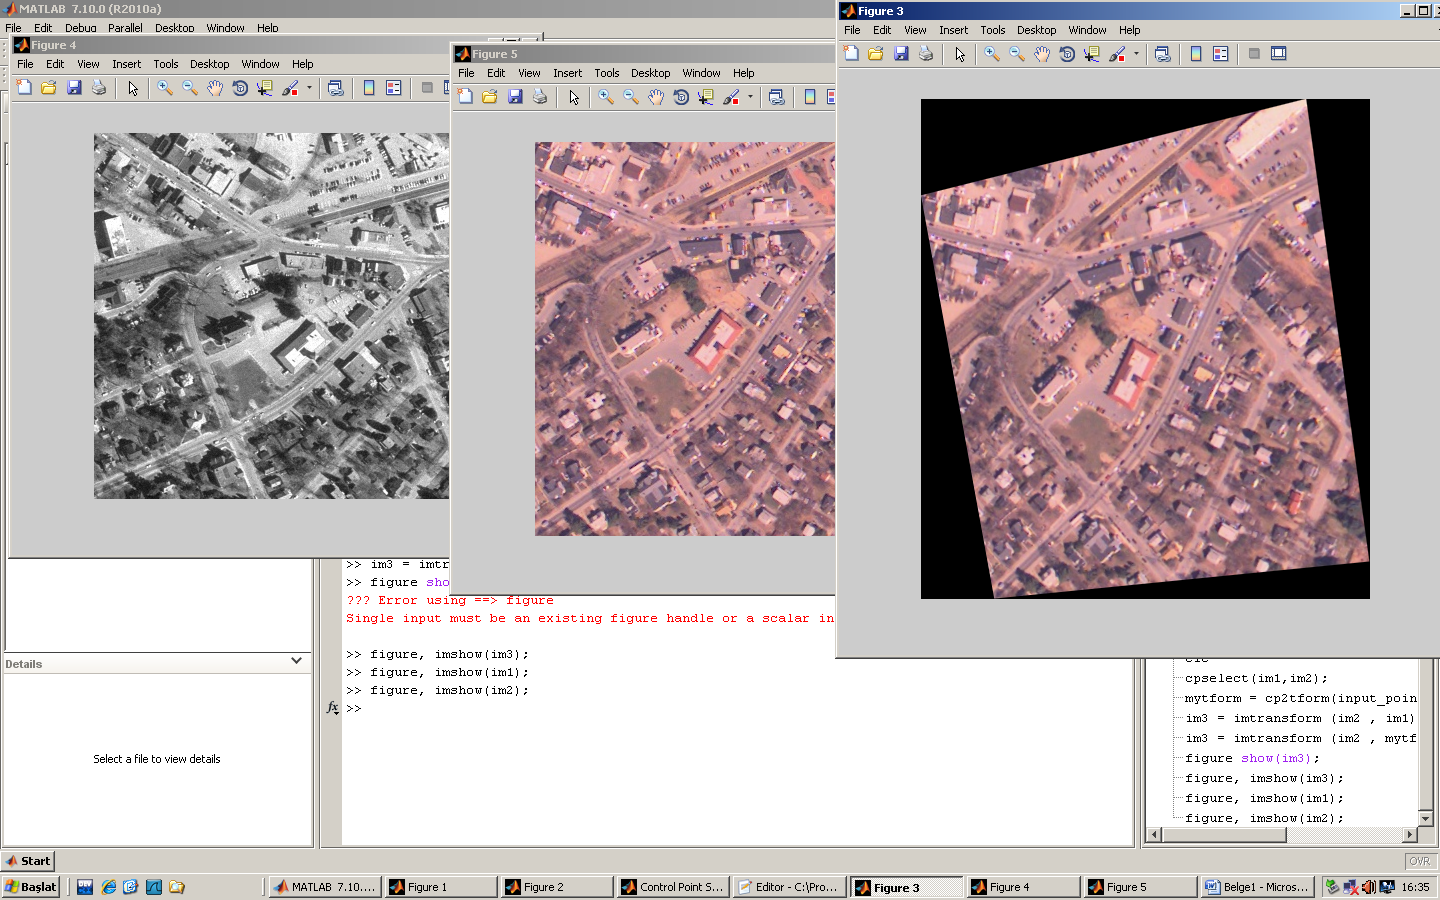 MATLAB 7.10.0 (R2010a)
File Edit Debug Parallel Desktop Window Help
Figure 4
File Edit View Insert Tools Desktop Window Help
Figure 5
File Edit View Insert Tools Desktop Window Help
Figure 3
File Edit View Insert Tools Desktop Window Help
>> im3 = imtr
>> figure sho
??? Error using ==> figure
Single input must be an existing figure handle or a scalar in
>> figure, imshow(im3);
>> figure, imshow(im1);
>> figure, imshow(im2);
fx >>
Details
Select a file to view details
clc
cpselect(im1,im2);
mytform = cp2tform(input_poin
im3 = imtransform (im2 , im1)
im3 = imtransform (im2 , mytf
figure show(im3);
figure, imshow(im3);
figure, imshow(im1);
figure, imshow(im2);
Start
OVR
Başlat
MATLAB 7.10....
Figure 1
Figure 2
Control Point S...
Editor - C:\Pro...
Figure 3
Figure 4
Figure 5
Belge1 - Micros...
16:35